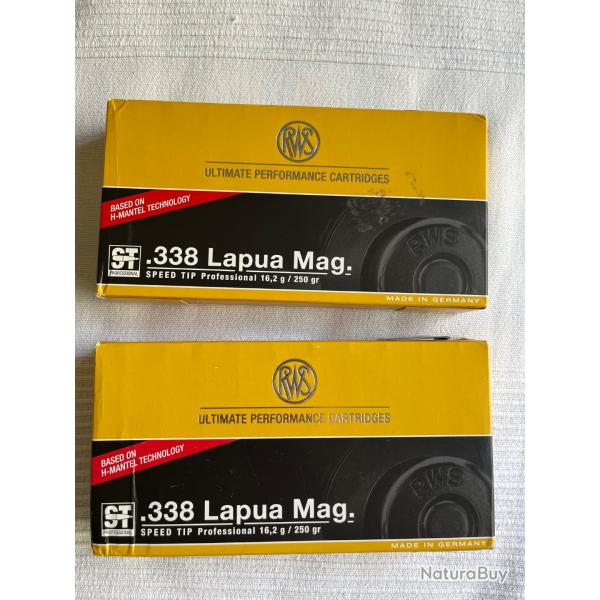 RWS
ULTIMATE PERFORMANCE CARTRIDGES
BASED ON
H-MANTEL TECHNOLOGY
RWS
ST
PROFESSIONAL
.338 Lapua Mag.
SPEED TIP Professional 16,2 g / 250 gr
MADE IN GERMANY
RWS
ULTIMATE PERFORMANCE CARTRIDGES
BASED ON
H-MANTEL TECHNOLOGY
RWS
ST
PROFESSIONAL
.338 Lapua Mag.
SPEED TIP Professional 16,2 g / 250 gr
MADE IN GERMANY
NaturaBuy